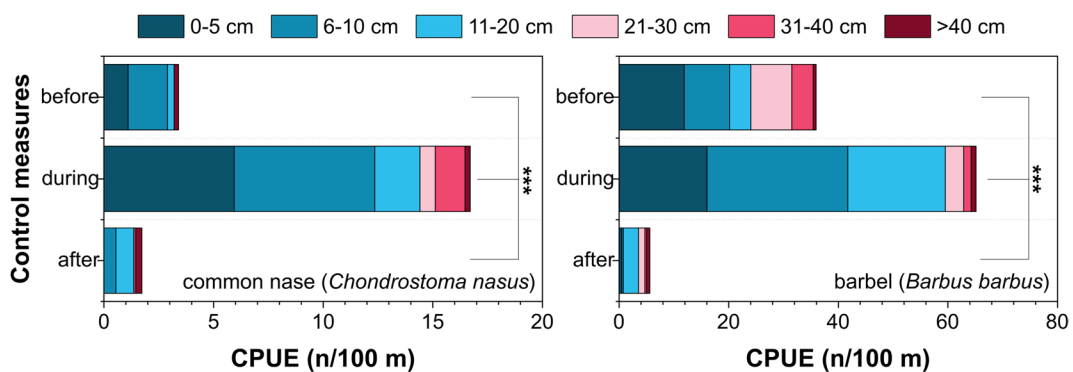 0-5 cm 6-10 cm 11-20 cm 21-30 cm 31-40 cm >40 cm
Control measures
before
during
after
***
common nase (Chondrostoma nasus)
0 5 10 15 20
CPUE (n/100 m)
before
during
after
***
barbel (Barbus barbus)
0 20 40 60 80
CPUE (n/100 m)